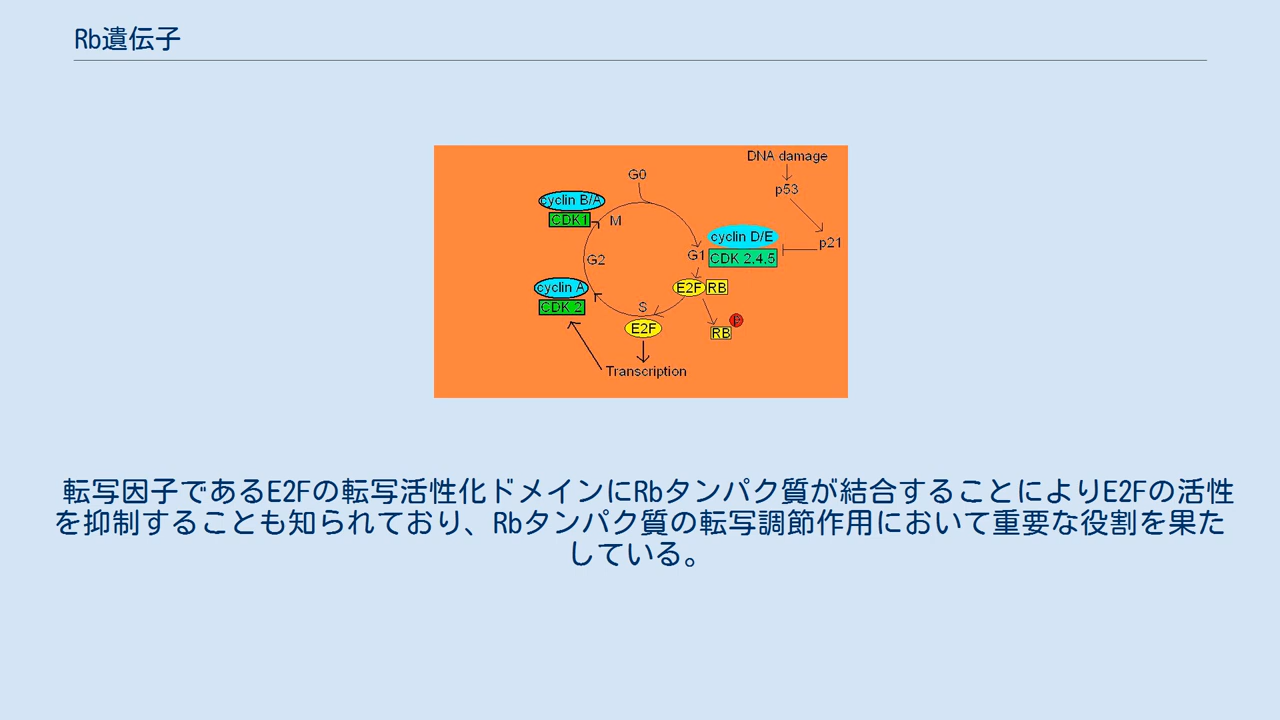 Rb遺伝子
DNA damage
G0
p53
cyclin B/A
CDK1
M
cyclin D/E
p21
G1
CDK 2,4,5
G2
cyclin A
E2F
RB
CDK 2
S
P
E2F
RB
Transcription
転写因子であるE2Fの転写活性化ドメインにRbタンパク質が結合することによりE2Fの活性
を抑制することも知られており、Rbタンパク質の転写調節作用において重要な役割を果た
している。